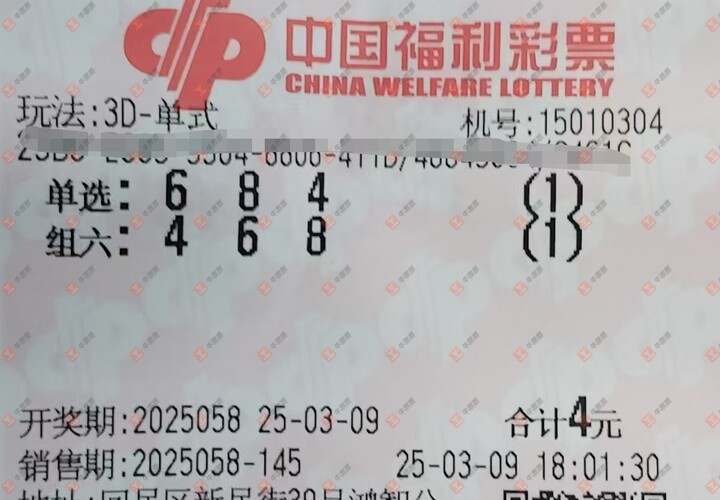 中国福利彩票
CHINA WELFARE LOTTERY
玩法:3D-单式 机号:15010304
单选: 6 8 4 (1)
组六: 4 6 8 (1)
开奖期:2025058 25-03-09 合计4元
销售期:2025058-145 25-03-09 18:01:30